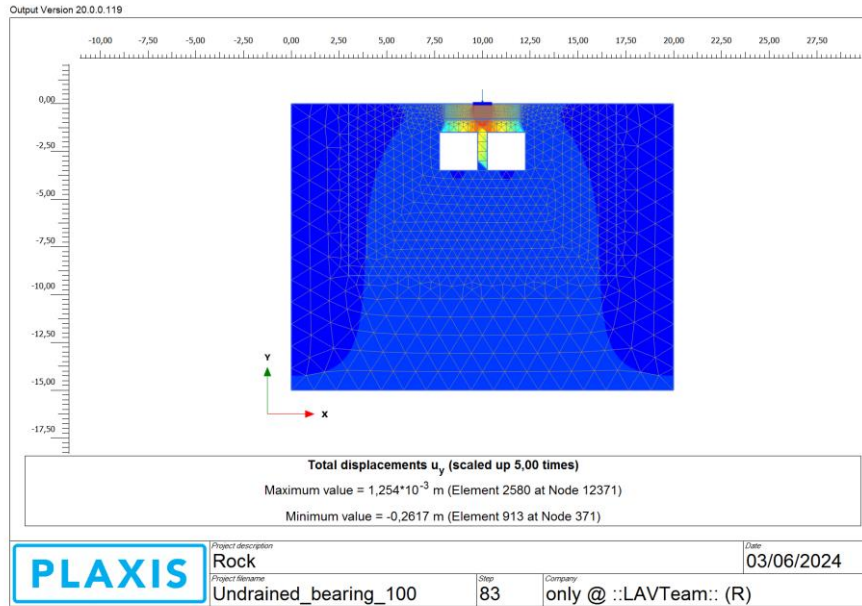 Output Version 20.0.0.119
-10,00 -7,50 -5,00 -2,50 0,00 2,50 5,00 7,50 10,00 12,50 15,00 17,50 20,00 22,50 25,00 27,50
0,00
-2,50
-5,00
-7,50
-10,00
-12,50
-15,00
-17,50
Y
x
Total displacements uy (scaled up 5,00 times)
Maximum value = 1,254*10-3 m (Element 2580 at Node 12371)
Minimum value = -0,2617 m (Element 913 at Node 371)
PLAXIS
Project description
Rock
Date
03/06/2024
Project filename
Undrained_bearing_100
Step
83
Company
only @ ::LAVTeam:: (R)